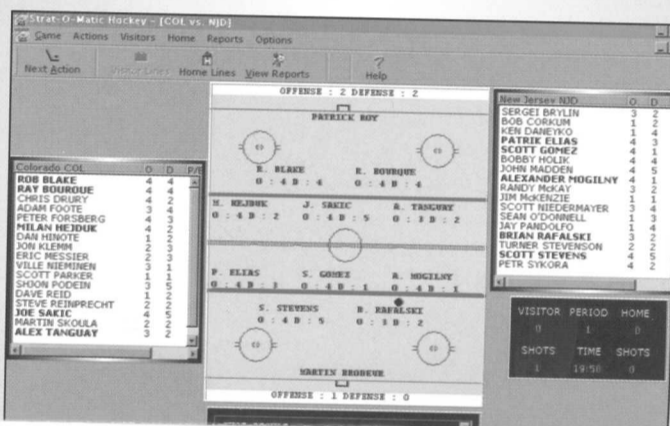 Strat-O-Matic Hockey - [COL vs. NJD]
Game Actions Visitors Home Reports Options
Next Action Visitor Lines Home Lines View Reports Help
OFFENSE : 2 DEFENSE : 2
PATRICK ROY
R. BLAKE R. BOURQUE
O : 4 D : 4 O : 4 D : 4
M. HEJDUK J. SAKIC A. TANGUAY
O : 4 D : 2 O : 4 D : 5 O : 3 D : 2
P. ELIAS S. GOMEZ A. MOGILNY
O : 4 D : 3 O : 4 D : 1 O : 4 D : 1
S. STEVENS B. RAFALSKI
O : 4 D : 5 O : 3 D : 2
MARTIN BRODEUR
OFFENSE : 1 DEFENSE : 0
Colorado COL O D P/
ROB BLAKE 4 4
RAY BOURQUE 4 4
CHRIS DRURY 4 2
ADAM FOOTE 3 4
PETER FORSBERG 4 3
MILAN HEJDUK 4 2
DAN HINOTE 1 2
JON KLEMM 2 3
ERIC MESSIER 2 3
VILLE NIEMINEN 3 1
SCOTT PARKER 1 1
SHJON PODEIN 3 5
DAVE REID 1 2
STEVE REINPRECHT 2 2
JOE SAKIC 4 5
MARTIN SKOULA 2 2
ALEX TANGUAY 3 2
New Jersey NJD O D
SERGEI BRYLIN 3 2
BOB CORKUM 1 2
KEN DANEYKO 1 4
PATRIK ELIAS 4 3
SCOTT GOMEZ 4 1
BOBBY HOLIK 4 4
JOHN MADDEN 4 5
ALEXANDER MOGILNY 4 1
RANDY McKAY 3 2
JIM McKENZIE 1 1
SCOTT NIEDERMAYER 3 4
SEAN O'DONNELL 1 3
JAY PANDOLFO 1 4
BRIAN RAFALSKI 3 2
TURNER STEVENSON 2 2
SCOTT STEVENS 4 5
PETR SYKORA 4 2
VISITOR PERIOD HOME
0 1 0
SHOTS TIME SHOTS
1 19:50 0